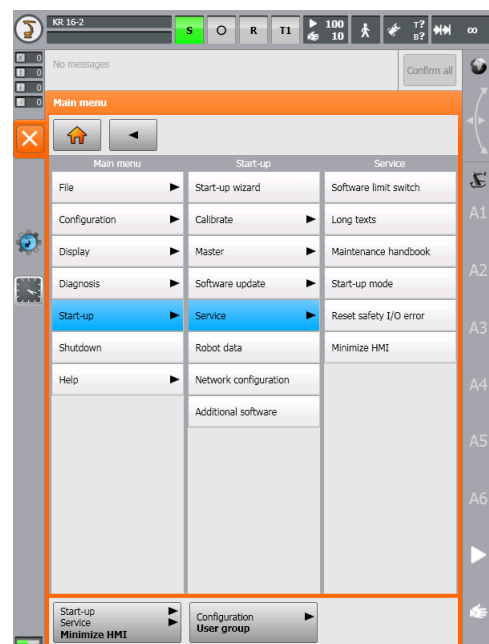 KR 16-2
S
O
R
T1
100
10
T?
B?
∞
0
0
0
0
No messages
Confirm all
Main menu
Main menu
Start-up
Service
File
Start-up wizard
Software limit switch
Configuration
Calibrate
Long texts
Display
Master
Maintenance handbook
Diagnosis
Software update
Start-up mode
Start-up
Service
Reset safety I/O error
Shutdown
Robot data
Minimize HMI
Help
Network configuration
Additional software
A1
A2
A3
A4
A5
A6
Start-up
Service
Minimize HMI
Configuration
User group